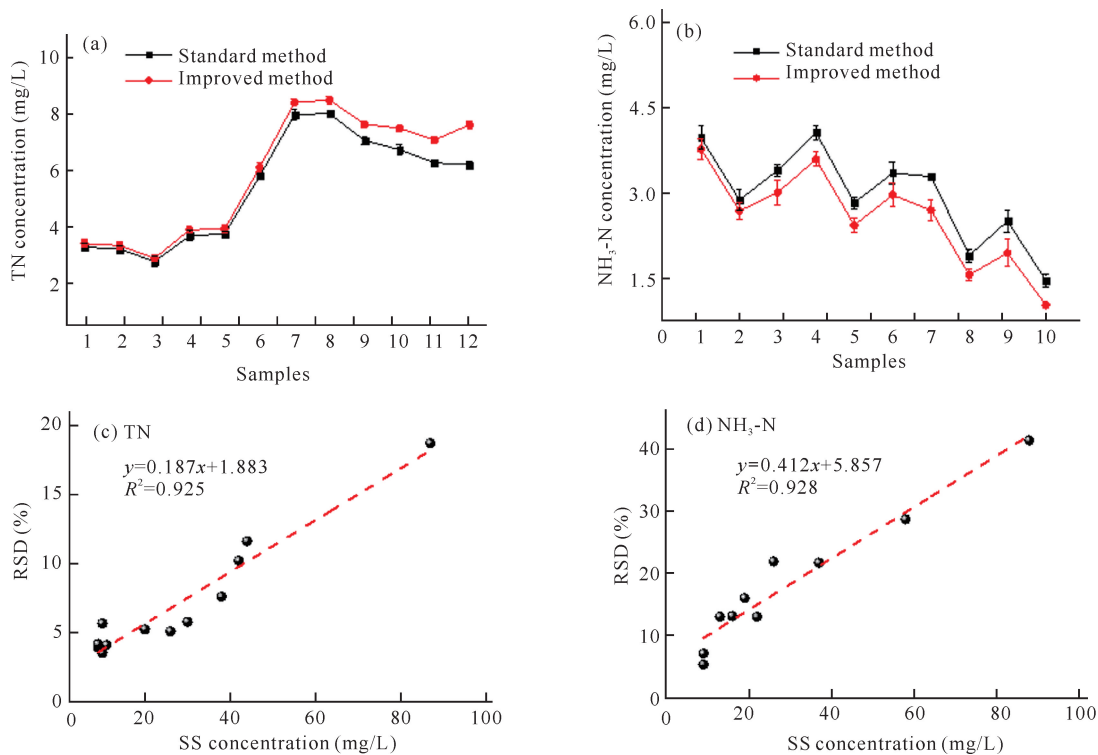 (a)
Standard method
Improved method
TN concentration (mg/L)
10
8
6
4
2
1 2 3 4 5 6 7 8 9 10 11 12
Samples
(b)
Standard method
Improved method
NH₃-N concentration (mg/L)
6.0
4.5
3.0
1.5
0 1 2 3 4 5 6 7 8 9 10
Samples
(c) TN
y=0.187x+1.883
R²=0.925
RSD (%)
20
15
10
5
0
0 20 40 60 80 100
SS concentration (mg/L)
(d) NH₃-N
y=0.412x+5.857
R²=0.928
RSD (%)
40
30
20
10
0
0 20 40 60 80 100
SS concentration (mg/L)